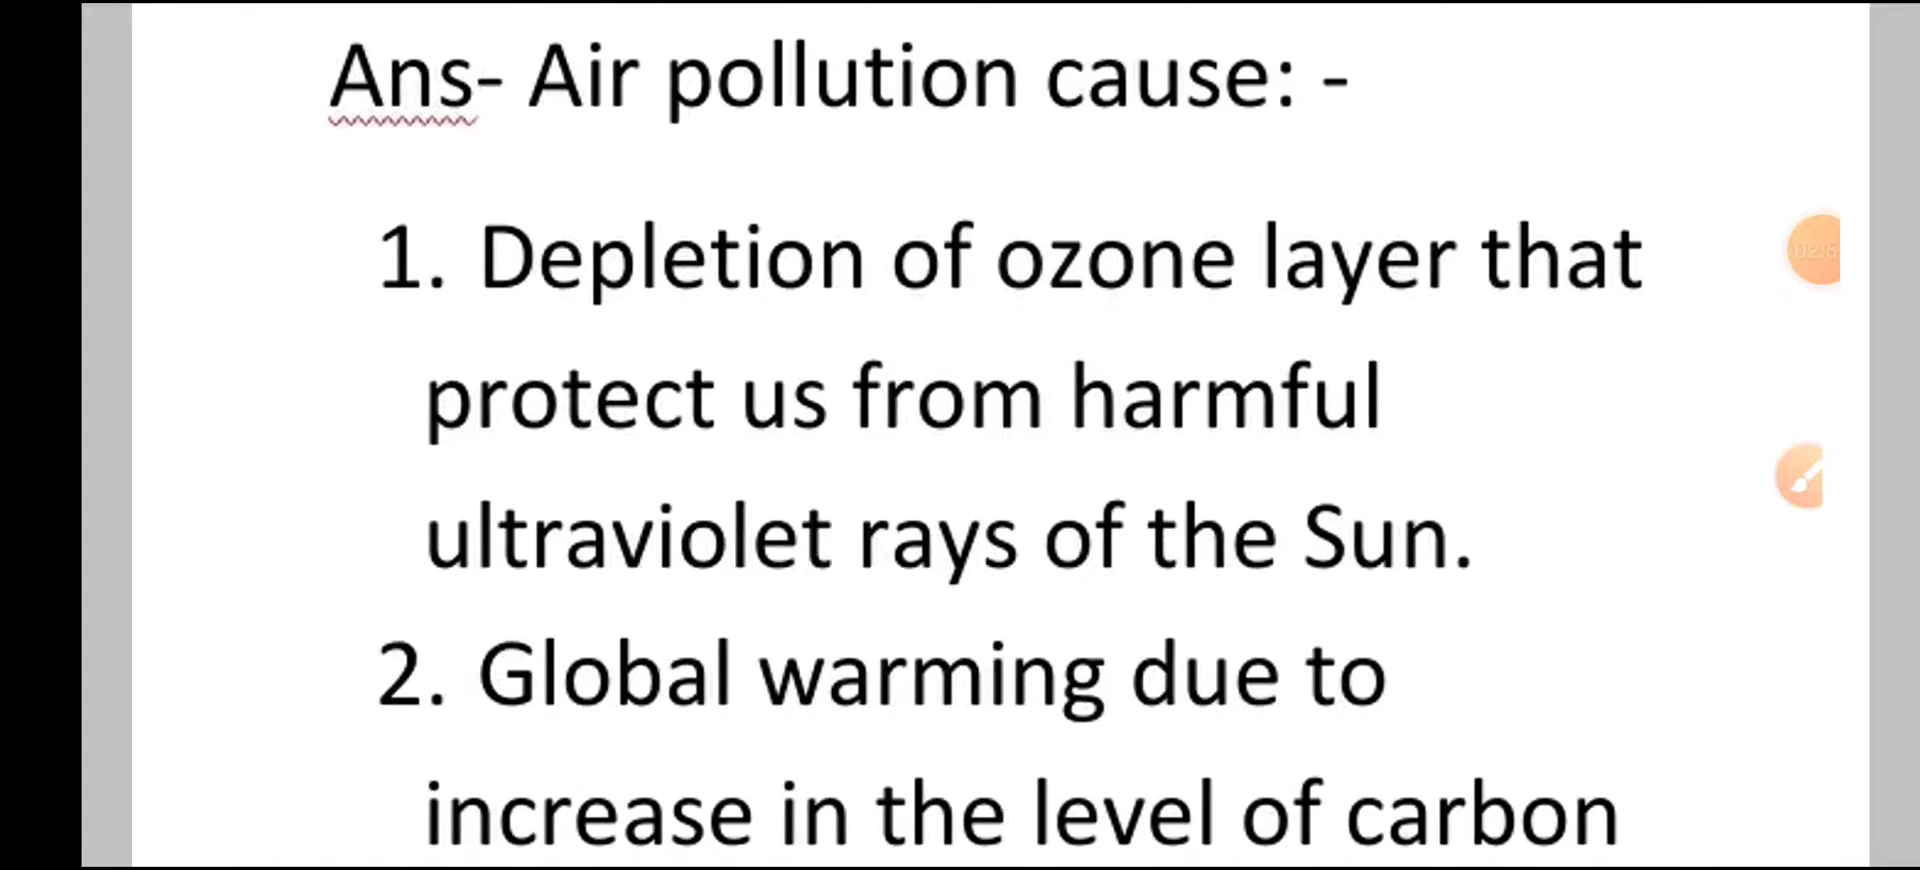 Ans- Air pollution cause: -
1. Depletion of ozone layer that
protect us from harmful
ultraviolet rays of the Sun.
2. Global warming due to
increase in the level of carbon